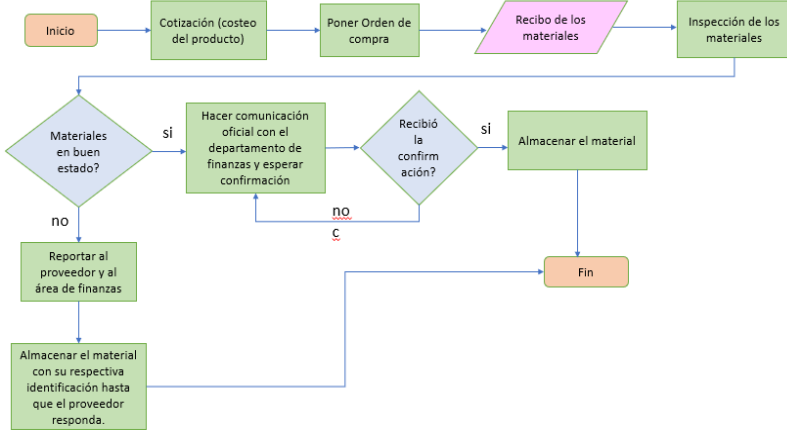 Inicio
Cotización (costeo
del producto)
Poner Orden de
compra
Recibo de los
materiales
Inspección de los
materiales
Materiales
en buen
estado?
si
Hacer comunicación
oficial con el
departamento de
finanzas y esperar
confirmación
Recibió
la
confirm
ación?
si
Almacenar el material
no
c
no
Reportar al
proveedor y al
área de finanzas
Fin
Almacenar el material
con su respectiva
identificación hasta
que el proveedor
responda.